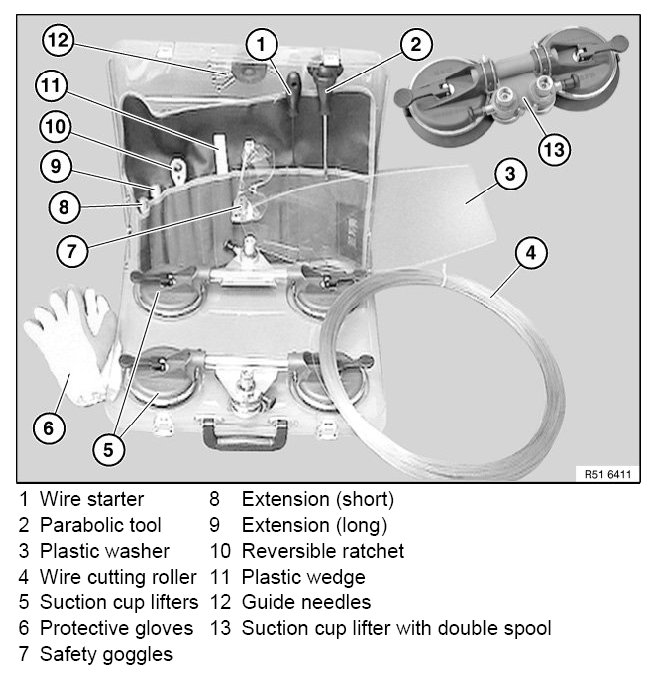 12
1
2
11
10
9
8
7
13
3
4
6
5
R51 6411
1 Wire starter
2 Parabolic tool
3 Plastic washer
4 Wire cutting roller
5 Suction cup lifters
6 Protective gloves
7 Safety goggles
8 Extension (short)
9 Extension (long)
10 Reversible ratchet
11 Plastic wedge
12 Guide needles
13 Suction cup lifter with double spool